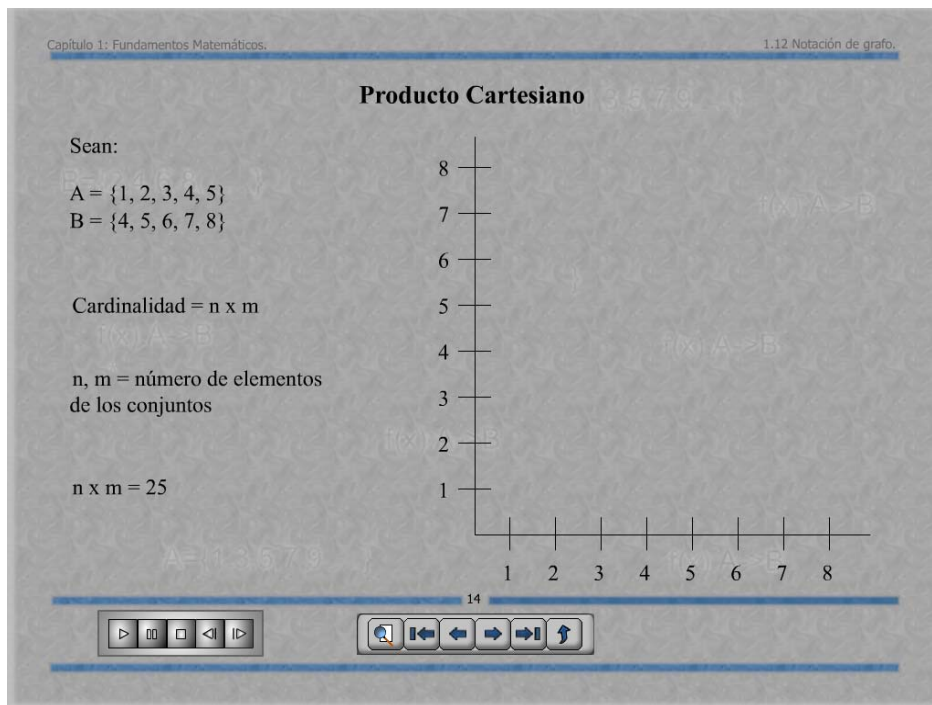 Capítulo 1: Fundamentos Matemáticos.
1.12 Notación de grafo.
Producto Cartesiano
Sean:
A = {1, 2, 3, 4, 5}
B = {4, 5, 6, 7, 8}
Cardinalidad = n x m
n, m = número de elementos
de los conjuntos
n x m = 25
8
7
6
5
4
3
2
1
1 2 3 4 5 6 7 8
14